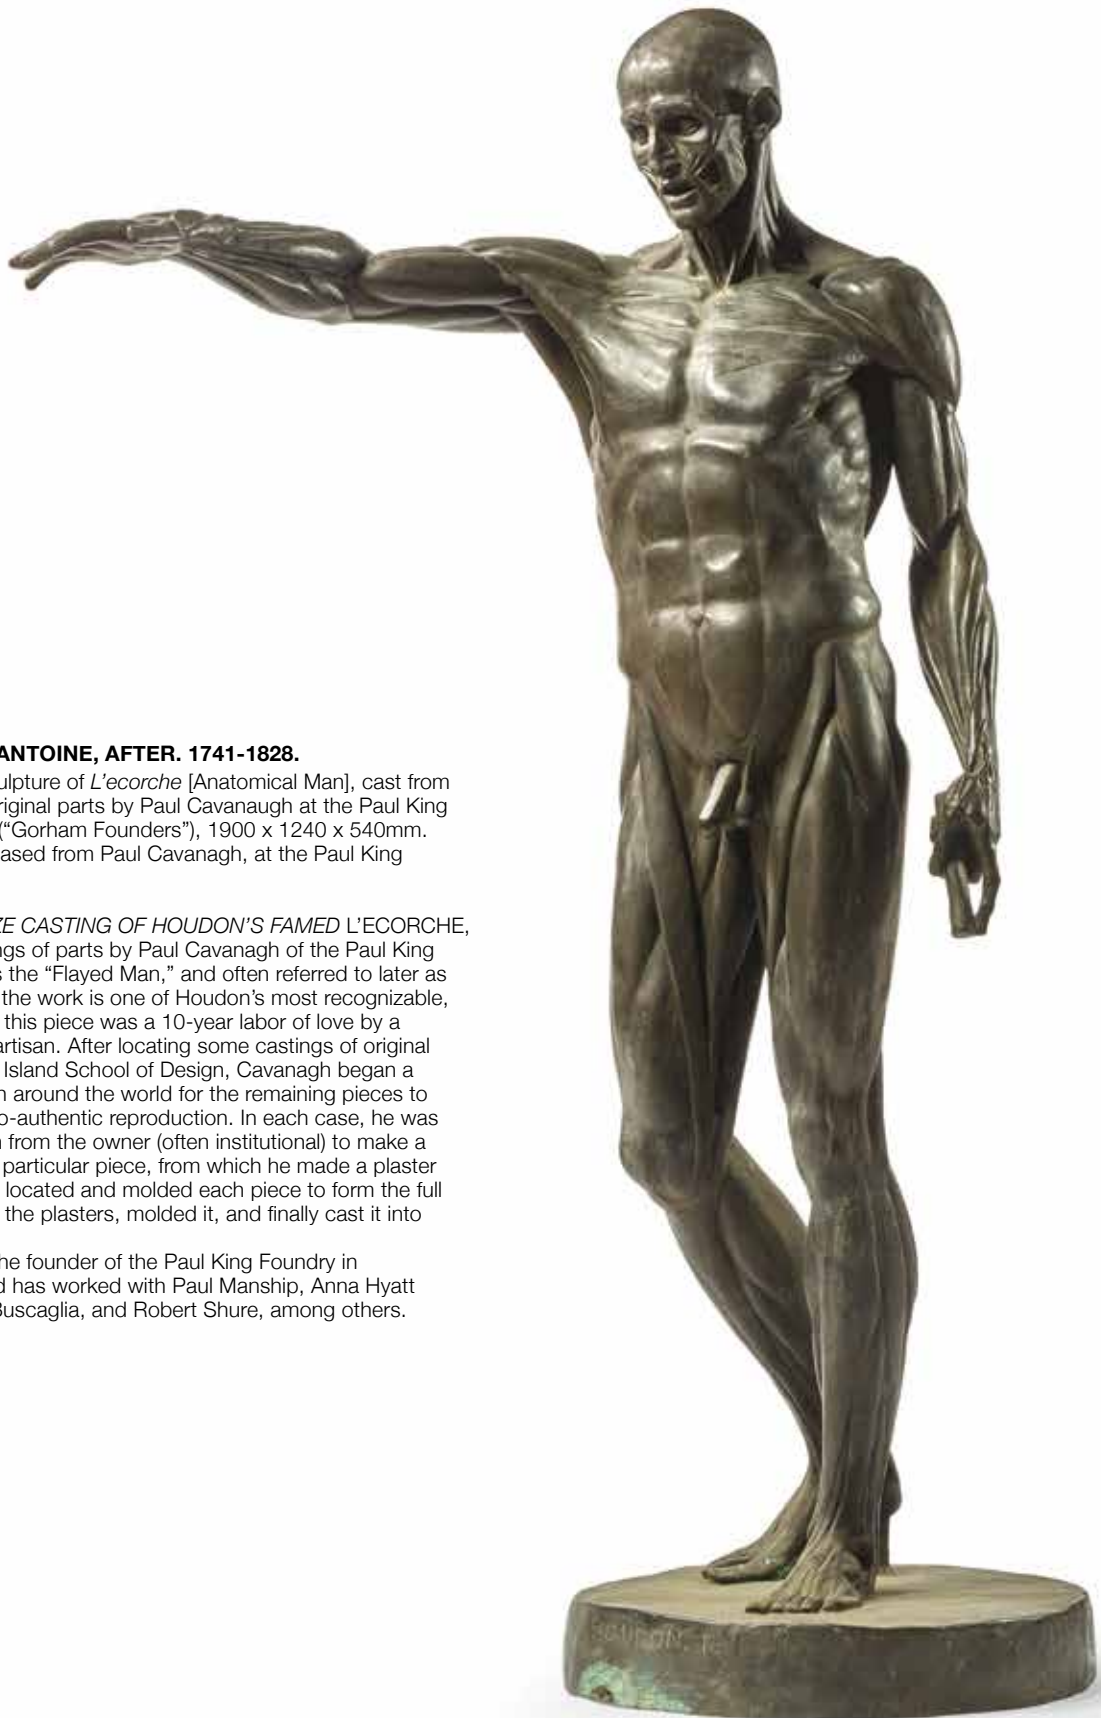 ANTOINE, AFTER. 1741-1828.
ulpture of L'ecorche [Anatomical Man], cast from
riginal parts by Paul Cavanaugh at the Paul King
(“Gorham Founders”), 1900 x 1240 x 540mm.
ased from Paul Cavanagh, at the Paul King
ZE CASTING OF HOUDON’S FAMED L’ECORCHE,
ngs of parts by Paul Cavanagh of the Paul King
s the “Flayed Man,” and often referred to later as
the work is one of Houdon’s most recognizable,
this piece was a 10-year labor of love by a
artisan. After locating some castings of original
Island School of Design, Cavanagh began a
h around the world for the remaining pieces to
o-authentic reproduction. In each case, he was
n from the owner (often institutional) to make a
particular piece, from which he made a plaster
located and molded each piece to form the full
the plasters, molded it, and finally cast it into
he founder of the Paul King Foundry in
d has worked with Paul Manship, Anna Hyatt
Buscaglia, and Robert Shure, among others.
HOUDON.